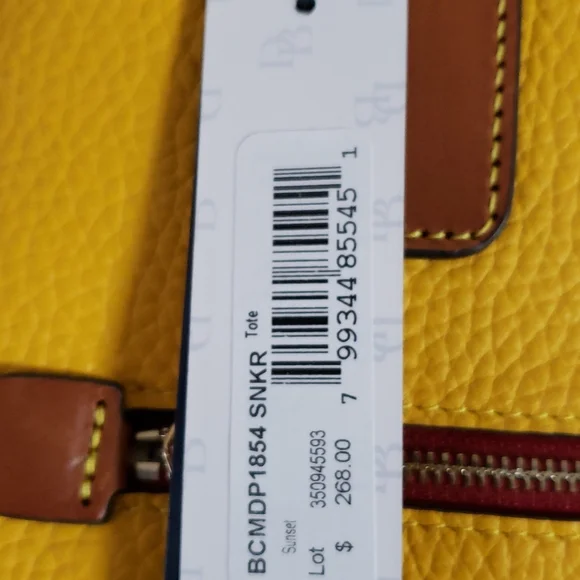 BCMDP1854 SNKR Tote
Sunset
Lot 350945593
$ 268.00
7 99344 85545 1